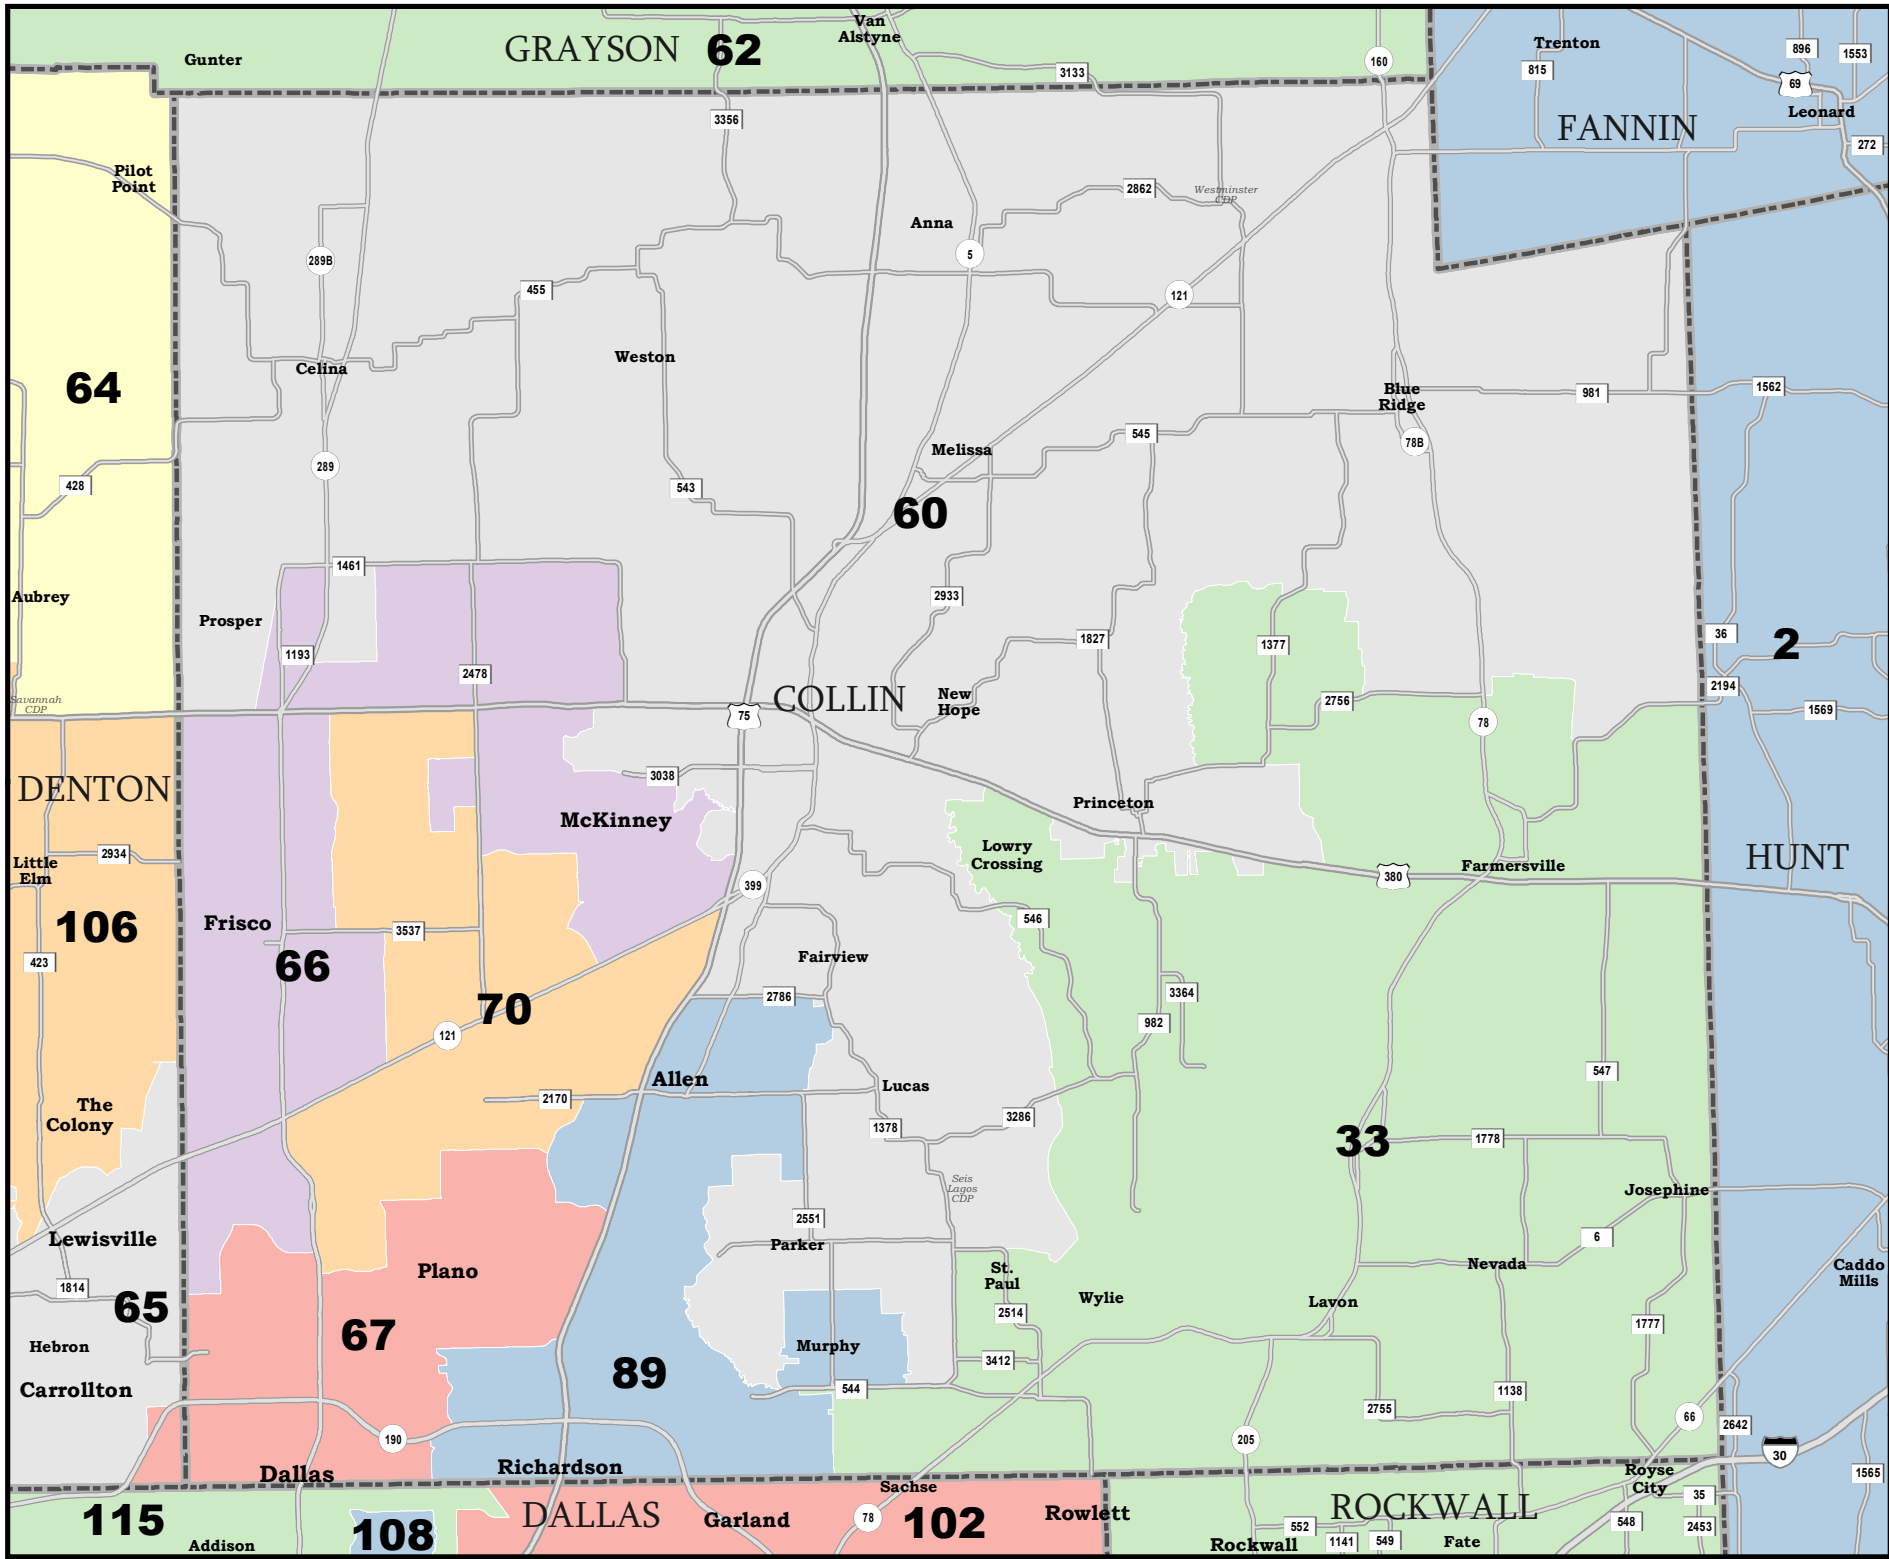 GRAYSON
62
Van
Alstyne
Gunter
3133
160
Trenton
815
896
1553
69
Leonard
FANNIN
272
3356
Pilot
Point
2862
Westminster
CDP
Anna
5
289B
455
121
Weston
Celina
64
Blue
Ridge
981
1562
545
78B
Melissa
289
428
543
60
1461
Aubrey
2933
Prosper
1193
2478
1827
1377
36
2
2194
2756
1569
Savannah
CDP
75
COLLIN
New
Hope
78
DENTON
3038
McKinney
Princeton
Lowry
Crossing
Little
Elm
2934
HUNT
Farmersville
380
399
106
Frisco
3537
546
423
66
Fairview
70
2786
3364
982
121
Allen
2170
Lucas
547
The
Colony
1378
3286
33
1778
Seis
Lagos
CDP
Josephine
2551
Lewisville
Parker
6
Plano
St.
Paul
Nevada
Caddo
Mills
1814
65
Wylie
Lavon
2514
67
1777
Hebron
Murphy
3412
89
Carrollton
544
1138
2755
66
2642
190
205
30
Dallas
Richardson
Royse
City
1565
Sachse
35
115
108
DALLAS
Garland
78
102
Rowlett
ROCKWALL
552
548
2453
Addison
Rockwall
1141
549
Fate